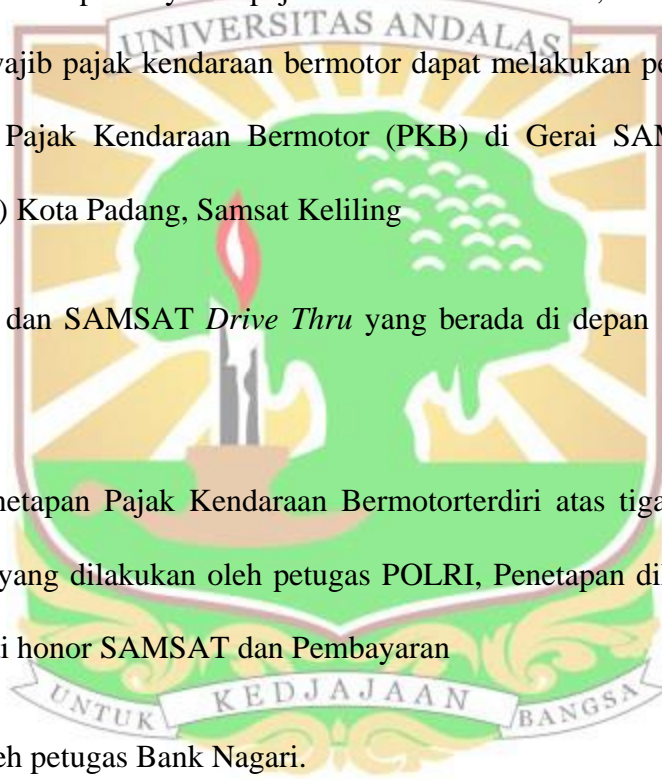 UNIVERSITAS ANDALAS
wajib pajak kendaraan bermotor dapat melakukan pe
Pajak Kendaraan Bermotor (PKB) di Gerai SAM
) Kota Padang, Samsat Keliling
dan SAMSAT Drive Thru yang berada di depan
netapan Pajak Kendaraan Bermotorterdiri atas tiga
yang dilakukan oleh petugas POLRI, Penetapan dil
i honor SAMSAT dan Pembayaran
UNTUK KEDJAJAAN BANGSA
eh petugas Bank Nagari.